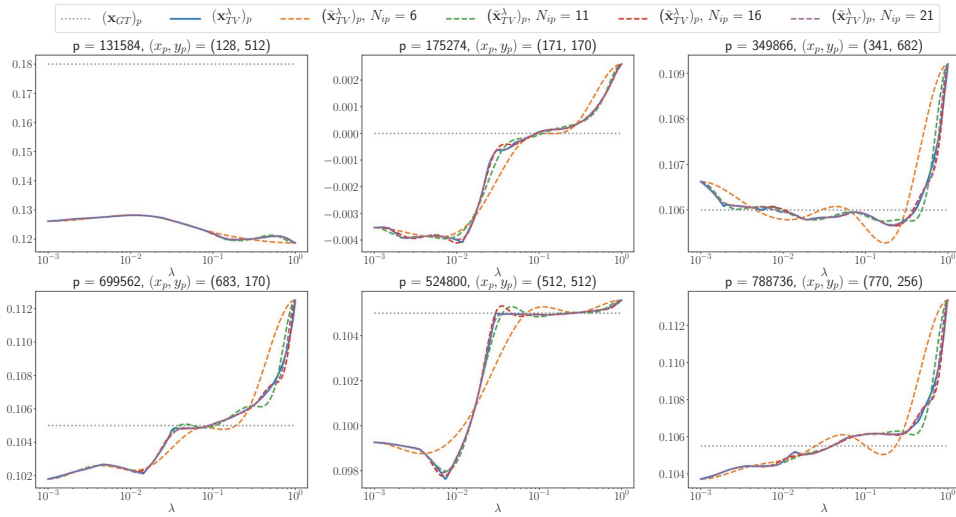 (x_GT)_p (x^λ_TV)_p (x̃^λ_TV)_p, N_ip = 6 (x̃^λ_TV)_p, N_ip = 11 (x̃^λ_TV)_p, N_ip = 16 (x̃^λ_TV)_p, N_ip = 21
p = 131584, (x_p, y_p) = (128, 512)
0.18
0.17
0.16
0.15
0.14
0.13
0.12
10^−3 10^−2 10^−1 10^0
λ
p = 175274, (x_p, y_p) = (171, 170)
0.002
0.001
0.000
−0.001
−0.002
−0.003
−0.004
10^−3 10^−2 10^−1 10^0
λ
p = 349866, (x_p, y_p) = (341, 682)
0.109
0.108
0.107
0.106
10^−3 10^−2 10^−1 10^0
λ
p = 699562, (x_p, y_p) = (683, 170)
0.112
0.110
0.108
0.106
0.104
0.102
10^−3 10^−2 10^−1 10^0
λ
p = 524800, (x_p, y_p) = (512, 512)
0.104
0.102
0.100
0.098
10^−3 10^−2 10^−1 10^0
λ
p = 788736, (x_p, y_p) = (770, 256)
0.112
0.110
0.108
0.106
0.104
10^−3 10^−2 10^−1 10^0
λ